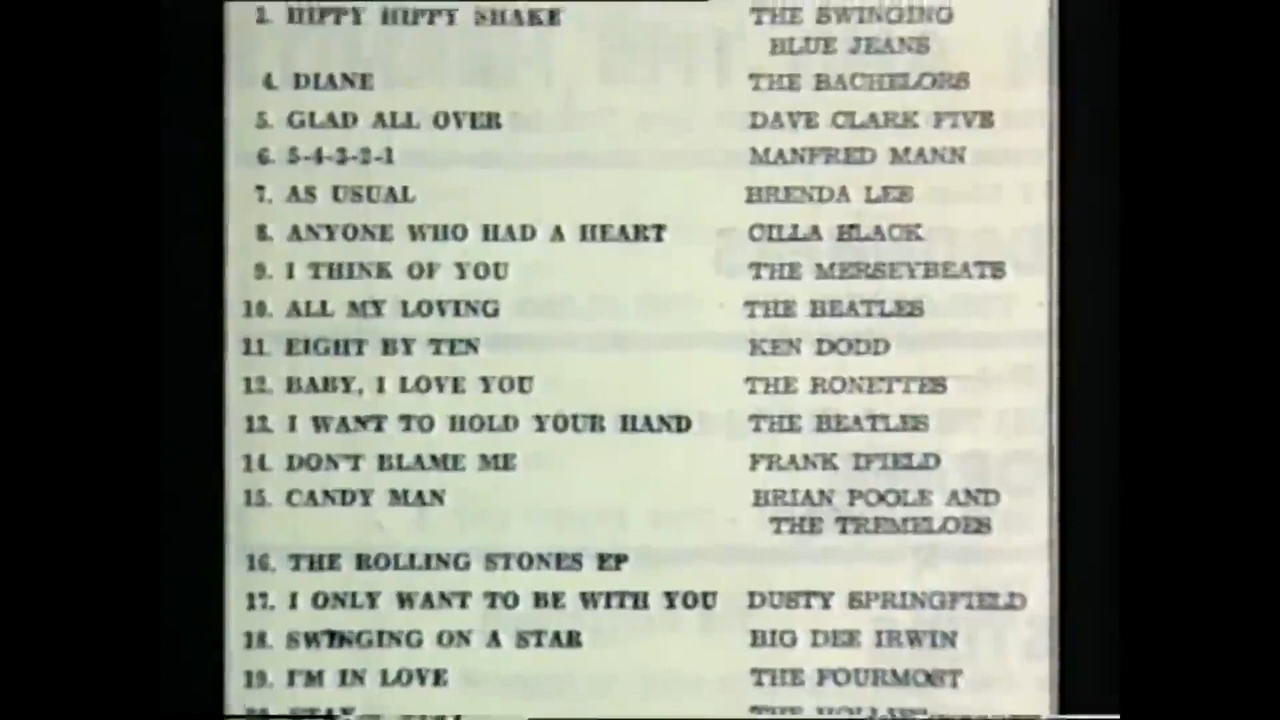 3. HIPPY HIPPY SHAKE THE SWINGING
BLUE JEANS
4. DIANE THE BACHELORS
5. GLAD ALL OVER DAVE CLARK FIVE
6. 5-4-3-2-1 MANFRED MANN
7. AS USUAL BRENDA LEE
8. ANYONE WHO HAD A HEART CILLA BLACK
9. I THINK OF YOU THE MERSEYBEATS
10. ALL MY LOVING THE BEATLES
11. EIGHT BY TEN KEN DODD
12. BABY, I LOVE YOU THE RONETTES
13. I WANT TO HOLD YOUR HAND THE BEATLES
14. DON'T BLAME ME FRANK IFIELD
15. CANDY MAN BRIAN POOLE AND
THE TREMELOES
16. THE ROLLING STONES EP
17. I ONLY WANT TO BE WITH YOU DUSTY SPRINGFIELD
18. SWINGING ON A STAR BIG DEE IRWIN
19. I'M IN LOVE THE FOURMOST
20. STAY THE HOLLIES